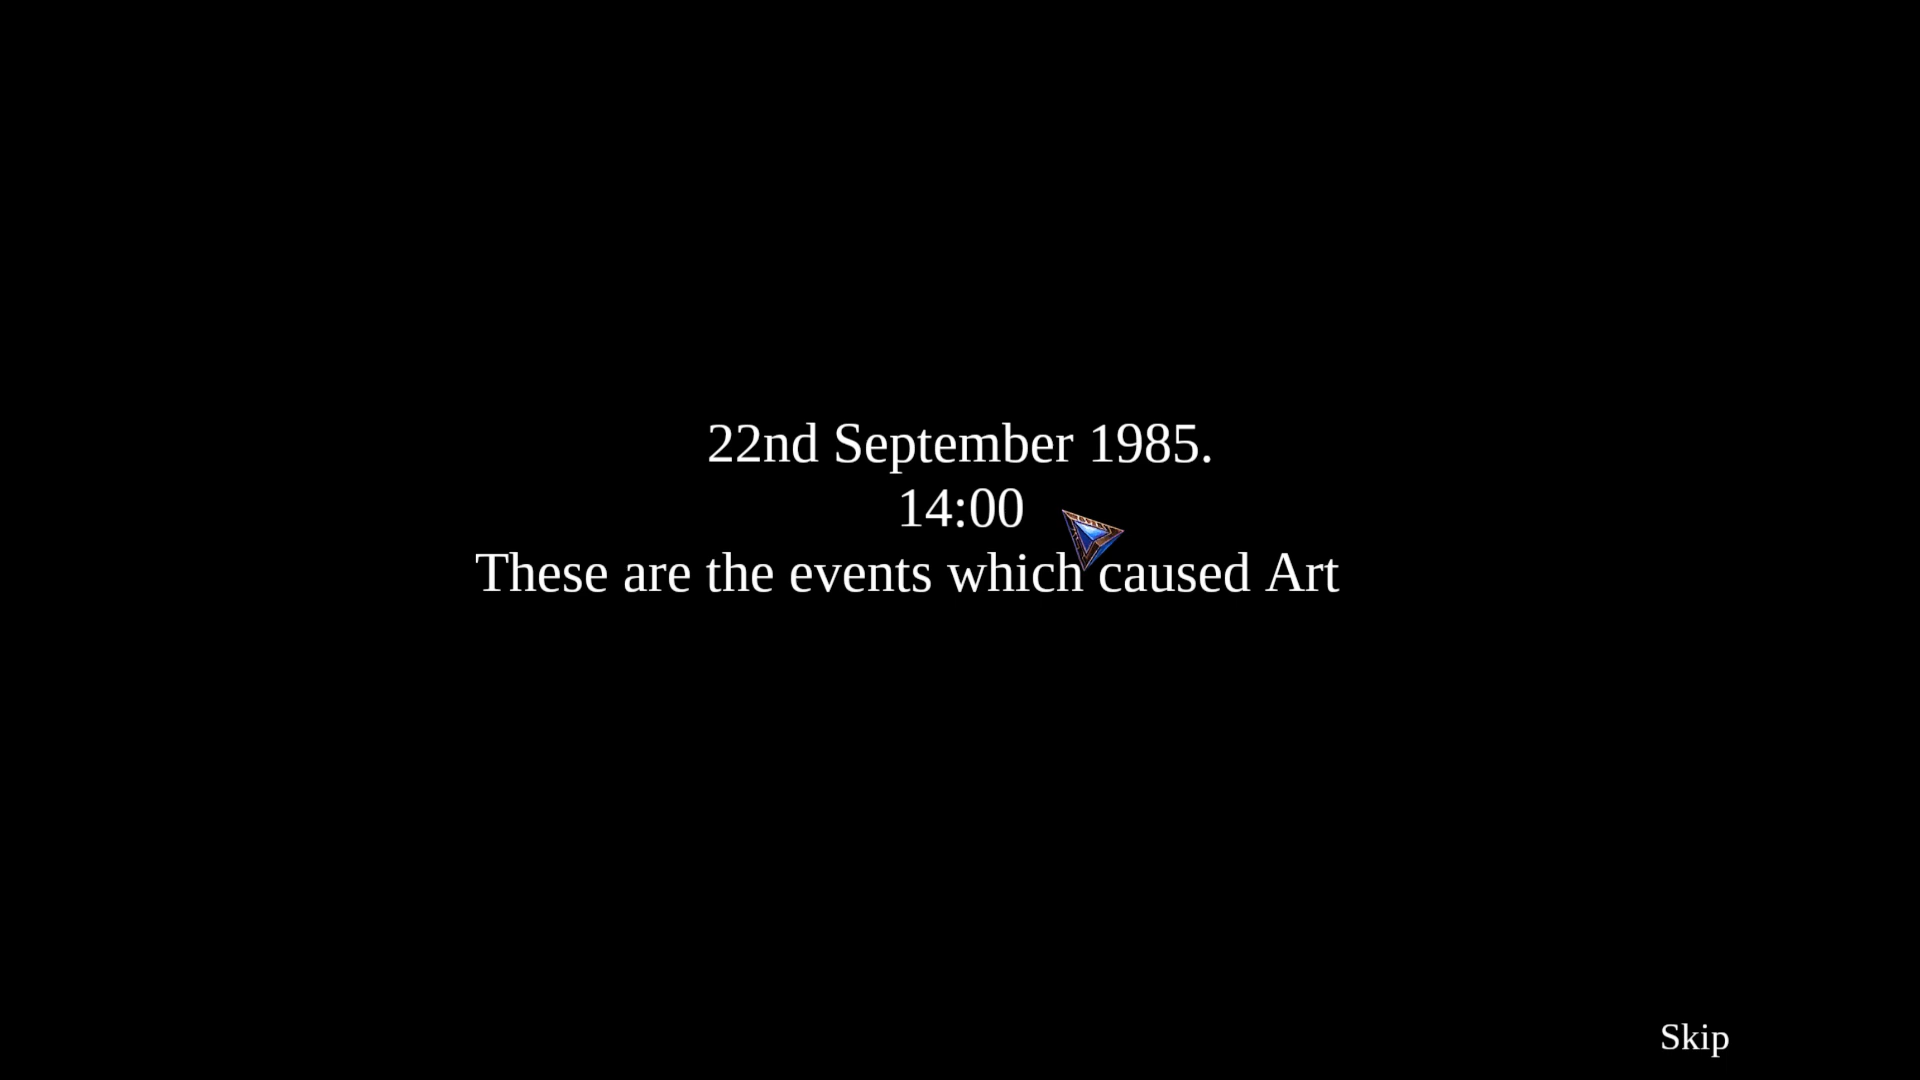 22nd September 1985.
14:00
These are the events which caused Art
Skip